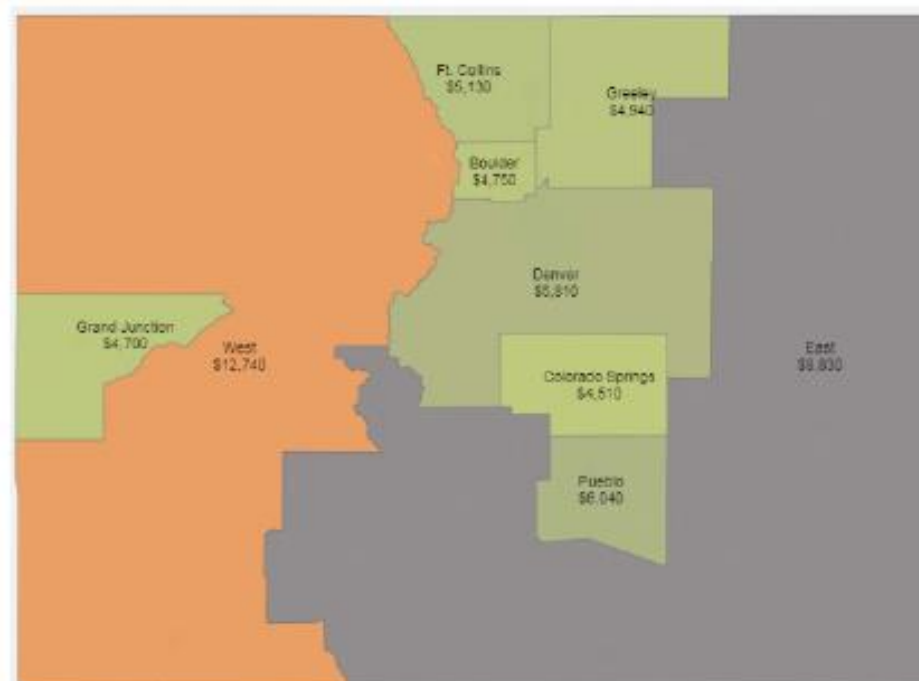 Ft. Collins
$5,130
Greeley
$4,940
Boulder
$4,750
Denver
$5,810
Grand Junction
$4,700
West
$12,740
East
Colorado Springs
$4,510
Pueblo
$6,040